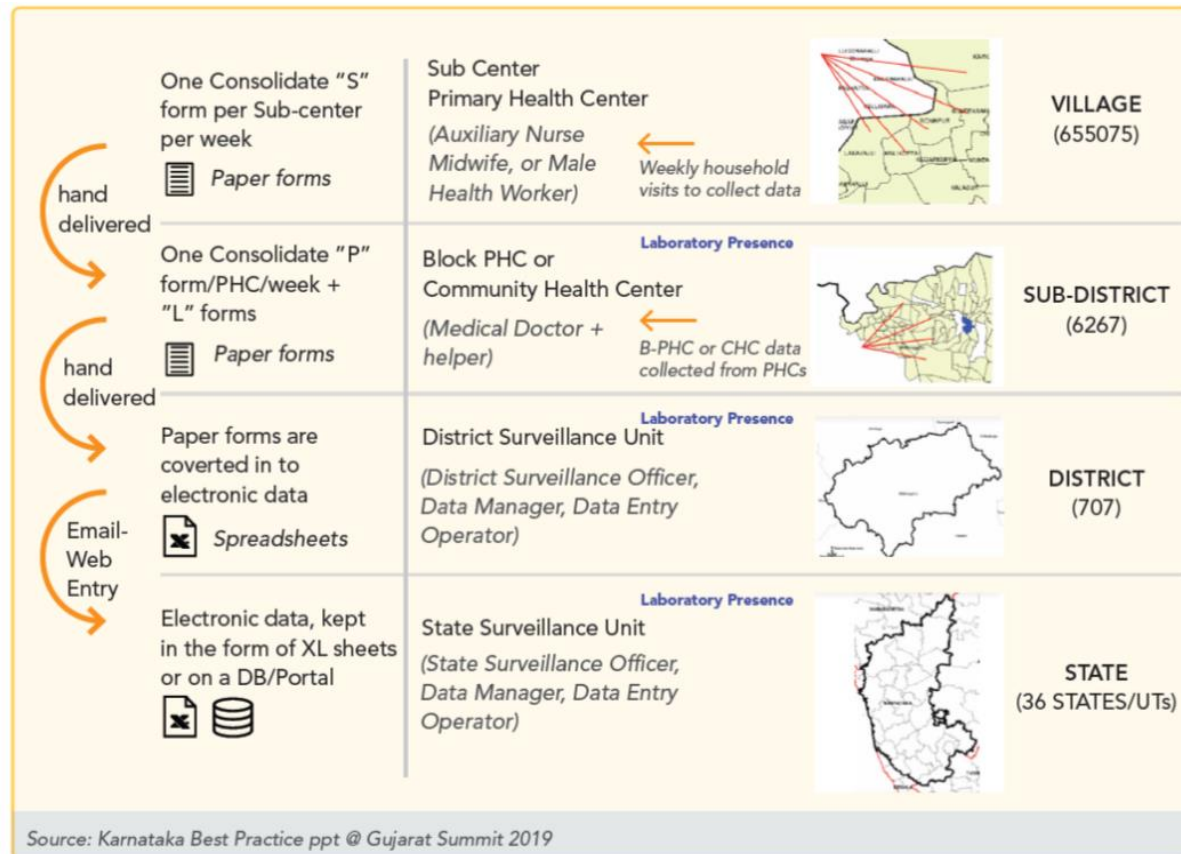 One Consolidate "S"
form per Sub-center
per week
Paper forms
Sub Center
Primary Health Center
(Auxiliary Nurse
Midwife, or Male
Health Worker)
Weekly household
visits to collect data
VILLAGE
(655075)
hand
delivered
One Consolidate "P"
form/PHC/week +
"L" forms
Paper forms
Block PHC or
Community Health Center
(Medical Doctor +
helper)
Laboratory Presence
B-PHC or CHC data
collected from PHCs
SUB-DISTRICT
(6267)
hand
delivered
Paper forms are
coverted in to
electronic data
Spreadsheets
District Surveillance Unit
(District Surveillance Officer,
Data Manager, Data Entry
Operator)
Laboratory Presence
DISTRICT
(707)
Email-
Web
Entry
Electronic data, kept
in the form of XL sheets
or on a DB/Portal
State Surveillance Unit
(State Surveillance Officer,
Data Manager, Data Entry
Operator)
Laboratory Presence
STATE
(36 STATES/UTs)
Source: Karnataka Best Practice ppt @ Gujarat Summit 2019